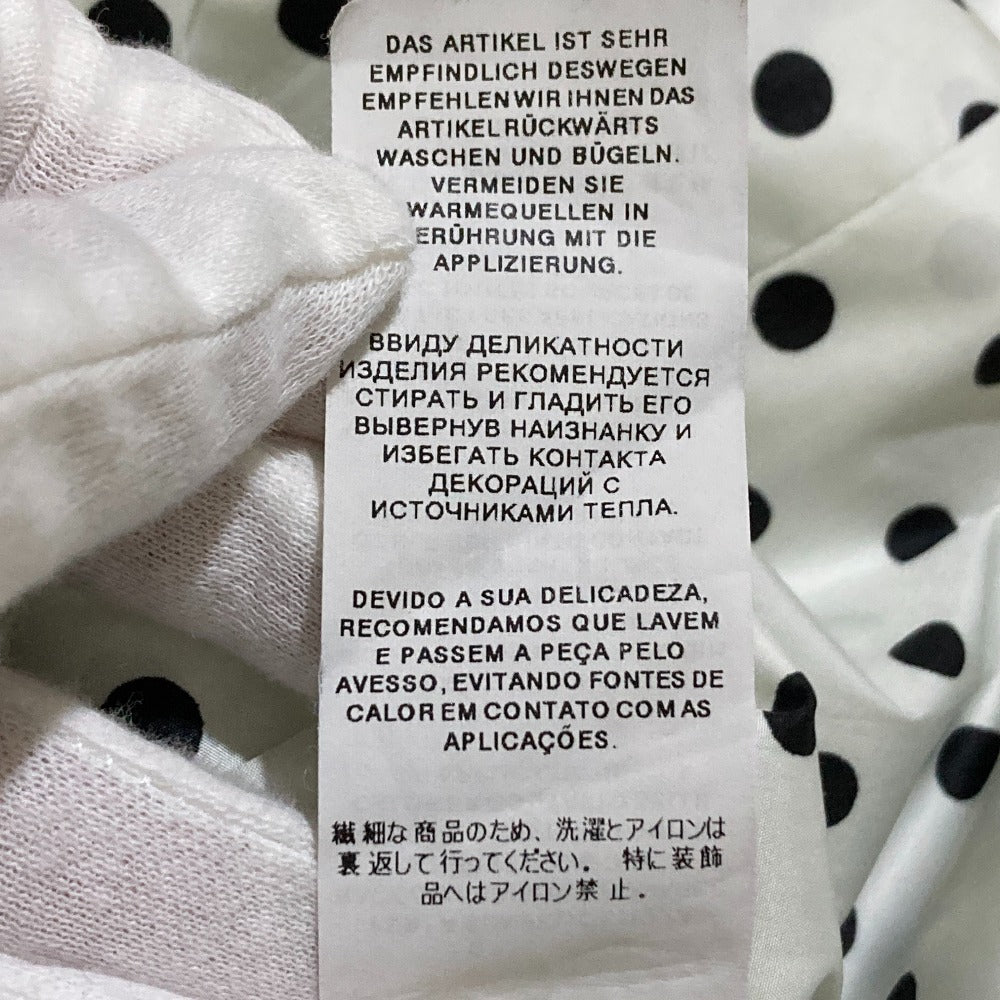 DAS ARTIKEL IST SEHR
EMPFINDLICH DESWEGEN
EMPFEHLEN WIR IHNEN DAS
ARTIKEL RÜCKWÄRTS
WASCHEN UND BÜGELN.
VERMEIDEN SIE
WARMEQUELLEN IN
ERÜHRUNG MIT DIE
APPLIZIERUNG.
ВВИДУ ДЕЛИКАТНОСТИ
ИЗДЕЛИЯ РЕКОМЕНДУЕТСЯ
СТИРАТЬ И ГЛАДИТЬ ЕГО
ВЫВЕРНУВ НАИЗНАНКУ И
ИЗБЕГАТЬ КОНТАКТА
ДЕКОРАЦИЙ С
ИСТОЧНИКАМИ ТЕПЛА.
DEVIDO A SUA DELICADEZA,
RECOMENDAMOS QUE LAVEM
E PASSEM A PEÇA PELO
AVESSO, EVITANDO FONTES DE
CALOR EM CONTATO COM AS
APLICAÇÕES.
繊細な商品のため、洗濯とアイロンは
裏返して行ってください。 特に装飾
品へはアイロン禁止.